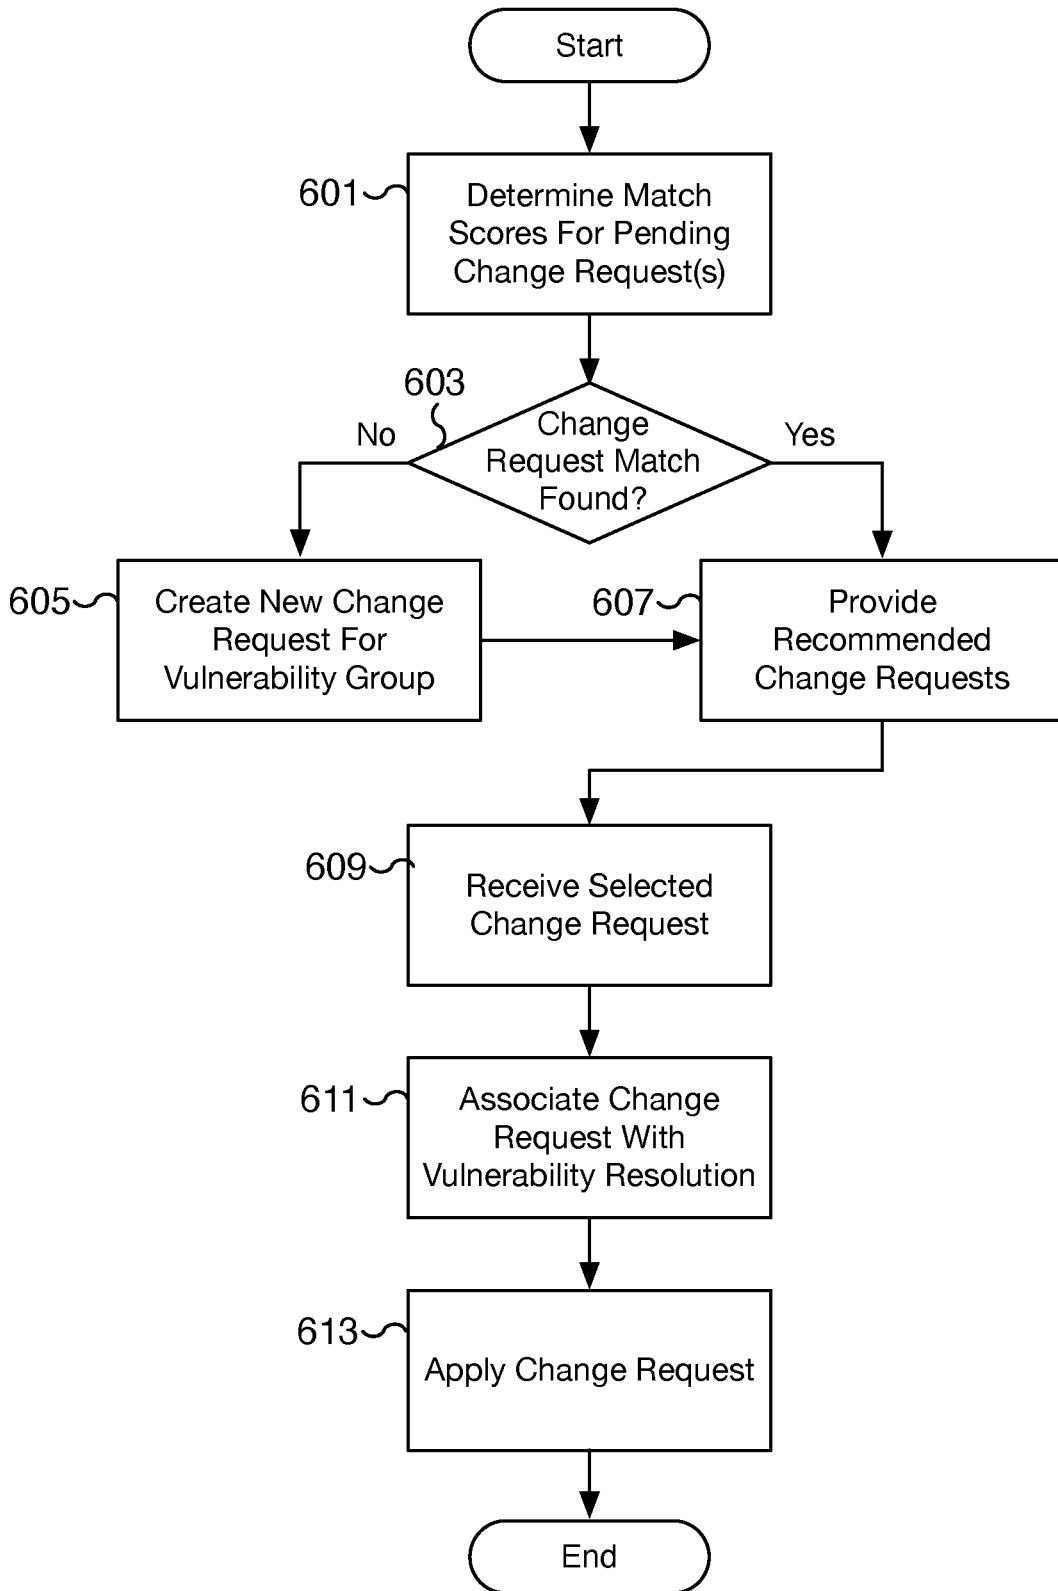 Start
601
Determine Match
Scores For Pending
Change Request(s)
603
No
Change
Request Match
Found?
Yes
605
Create New Change
Request For
Vulnerability Group
607
Provide
Recommended
Change Requests
609
Receive Selected
Change Request
611
Associate Change
Request With
Vulnerability Resolution
613
Apply Change Request
End